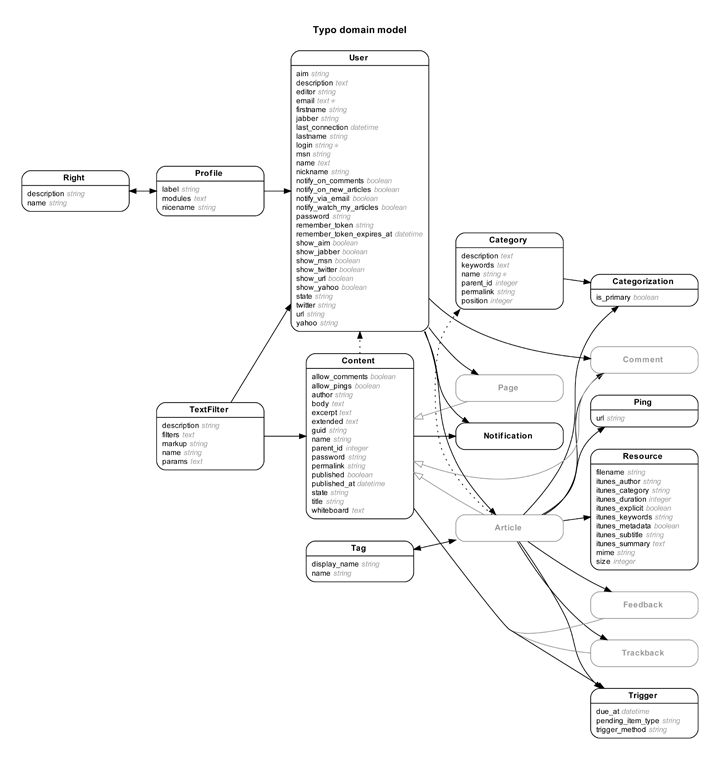 Typo domain model
User
aim string
description text
editor string
email text ∗
firstname string
jabber string
last_connection datetime
lastname string
login string ∗
msn string
name text
nickname string
notify_on_comments boolean
notify_on_new_articles boolean
notify_via_email boolean
notify_watch_my_articles boolean
password string
remember_token string
remember_token_expires_at datetime
show_aim boolean
show_jabber boolean
show_msn boolean
show_twitter boolean
show_url boolean
show_yahoo boolean
state string
twitter string
url string
yahoo string
Right
description string
name string
Profile
label string
modules text
nicename string
Category
description text
keywords text
name string ∗
parent_id integer
permalink string
position integer
Categorization
is_primary boolean
Content
allow_comments boolean
allow_pings boolean
author string
body text
excerpt text
extended text
guid string
name string
parent_id integer
password string
permalink string
published boolean
published_at datetime
state string
title string
whiteboard text
Comment
Page
TextFilter
description string
filters text
markup string
name string
params text
Ping
url string
Notification
Resource
filename string
itunes_author string
itunes_category string
itunes_duration integer
itunes_explicit boolean
itunes_keywords string
itunes_metadata boolean
itunes_subtitle string
itunes_summary text
mime string
size integer
Article
Tag
display_name string
name string
Feedback
Trackback
Trigger
due_at datetime
pending_item_type string
trigger_method string